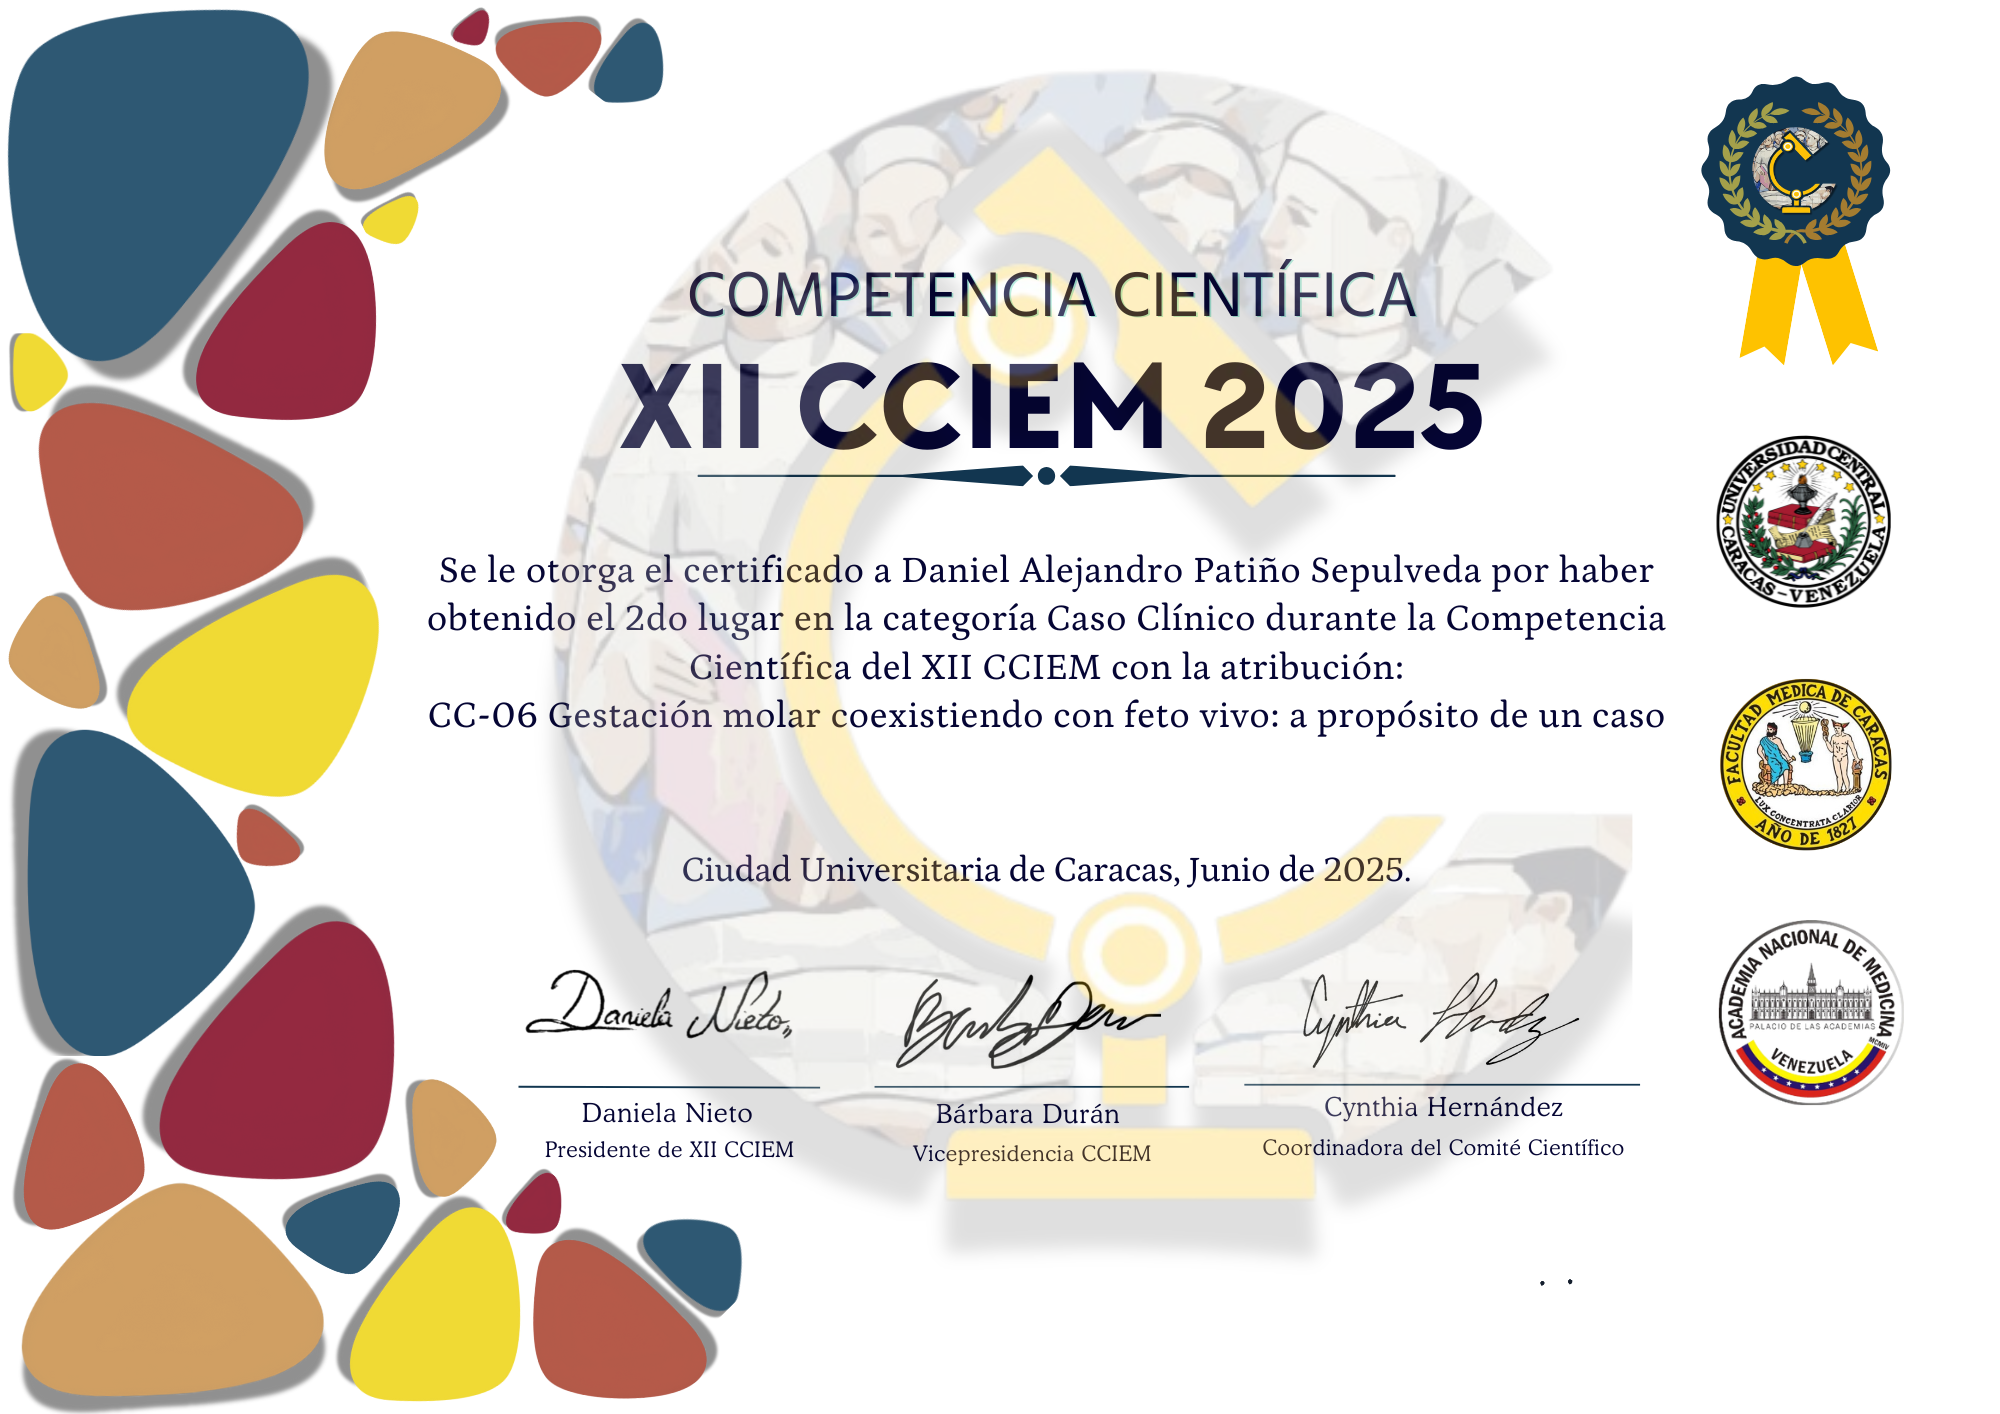 COMPETENCIA CIENTÍFICA
XII CCIEM 2025
Se le otorga el certificado a Daniel Alejandro Patiño Sepulveda por haber
obtenido el 2do lugar en la categoría Caso Clínico durante la Competencia
Científica del XII CCIEM con la atribución:
CC-06 Gestación molar coexistiendo con feto vivo: a propósito de un caso
Ciudad Universitaria de Caracas, Junio de 2025.
Daniela Nieto
Daniela Nieto
Presidente de XII CCIEM
Bárbara Durán
Vicepresidencia CCIEM
Cynthia
Cynthia Hernández
Coordinadora del Comité Científico
UNIVERSIDAD CENTRAL
CARACAS - VENEZUELA
FACULTAD MEDICA DE CARACAS
LUX CONCENTRATA CLARIOR
AÑO DE 1827
ACADEMIA NACIONAL DE MEDICINA
PALACIO DE LAS ACADEMIAS
MCMIV
VENEZUELA